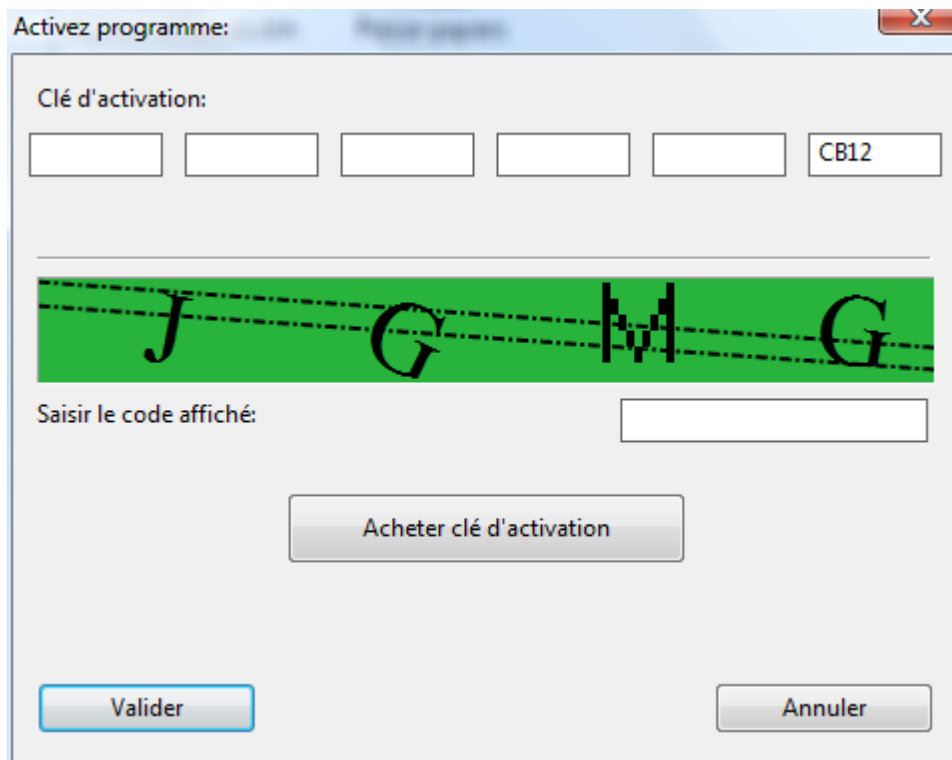 Activez programme:
Clé d'activation:
CB12
J G M G
Saisir le code affiché:
Acheter clé d'activation
Valider Annuler